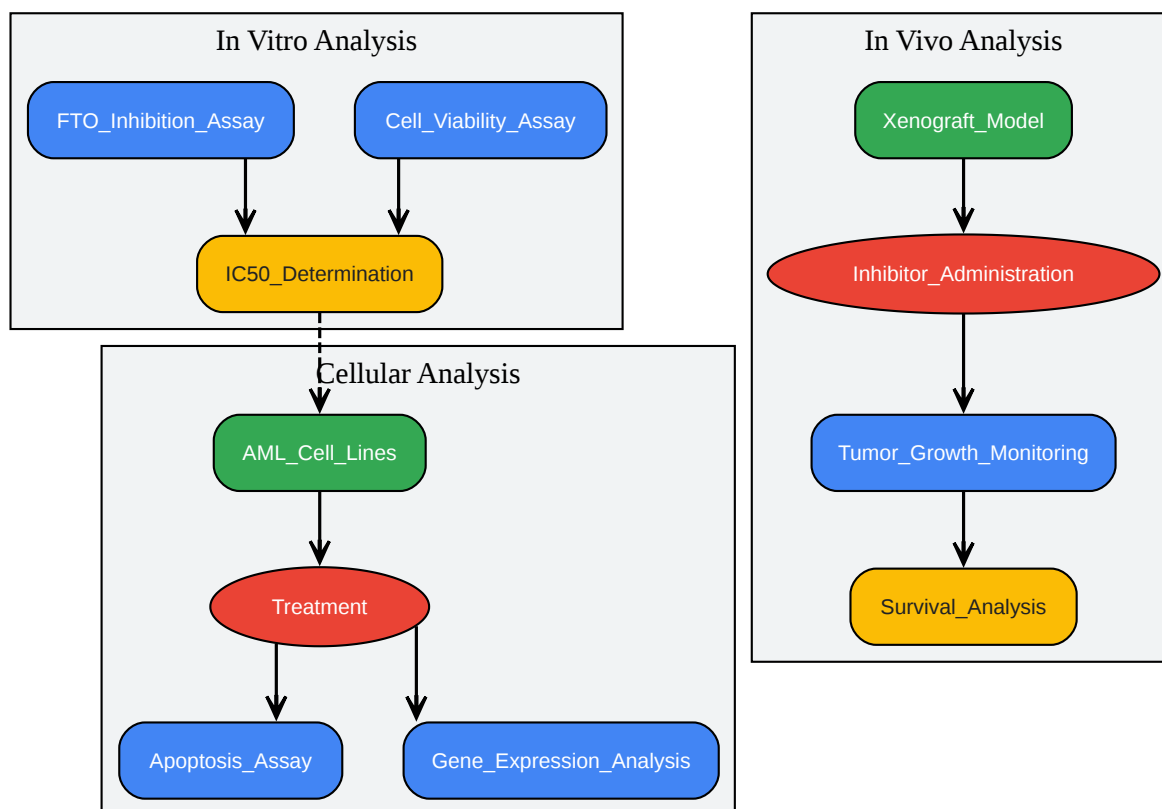 In Vitro Analysis
FTO_Inhibition_Assay
Cell_Viability_Assay
IC50_Determination
Cellular Analysis
AML_Cell_Lines
Treatment
Apoptosis_Assay
Gene_Expression_Analysis
In Vivo Analysis
Xenograft_Model
Inhibitor_Administration
Tumor_Growth_Monitoring
Survival_Analysis